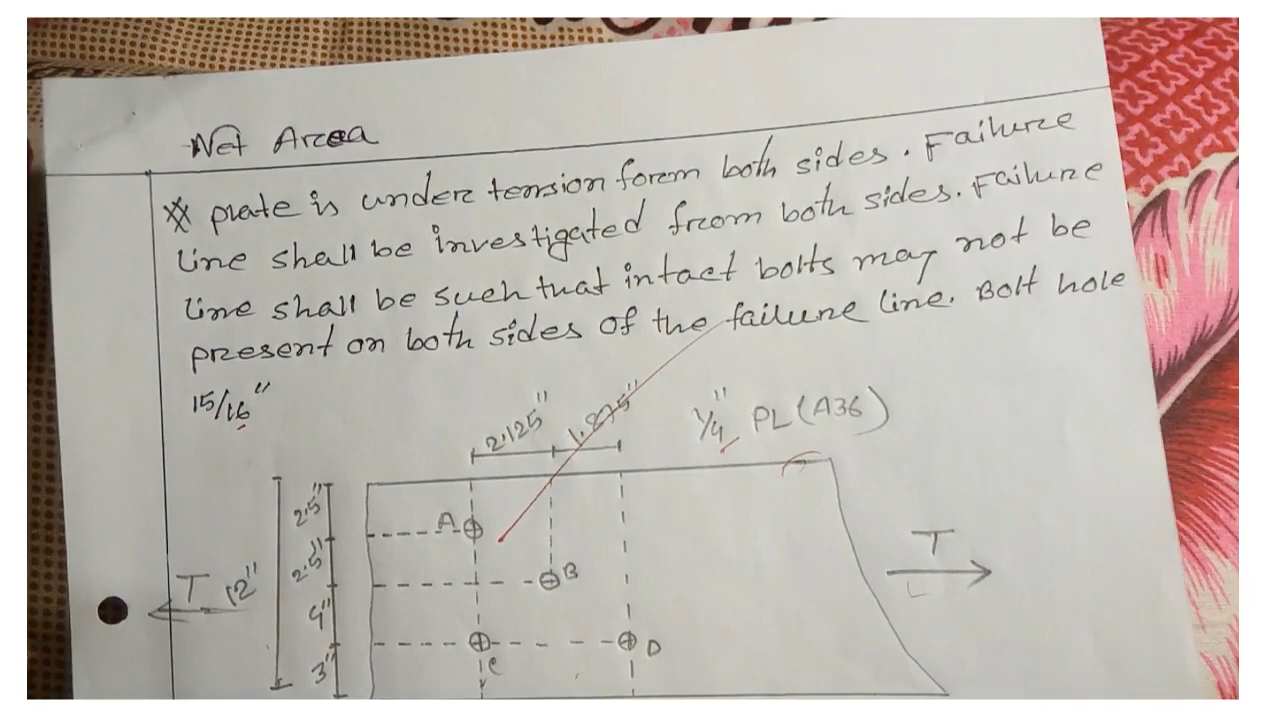 Net Area
※ plate is under tension form both sides. Failure
line shall be investigated from both sides. Failure
line shall be such that intact bolts may not be
present on both sides of the failure line. Bolt hole
15/16"
2.125" 1.875" 1/4" PL (A36)
2.5"
A
T
2.5"
B
T 12"
4"
D
3"
C